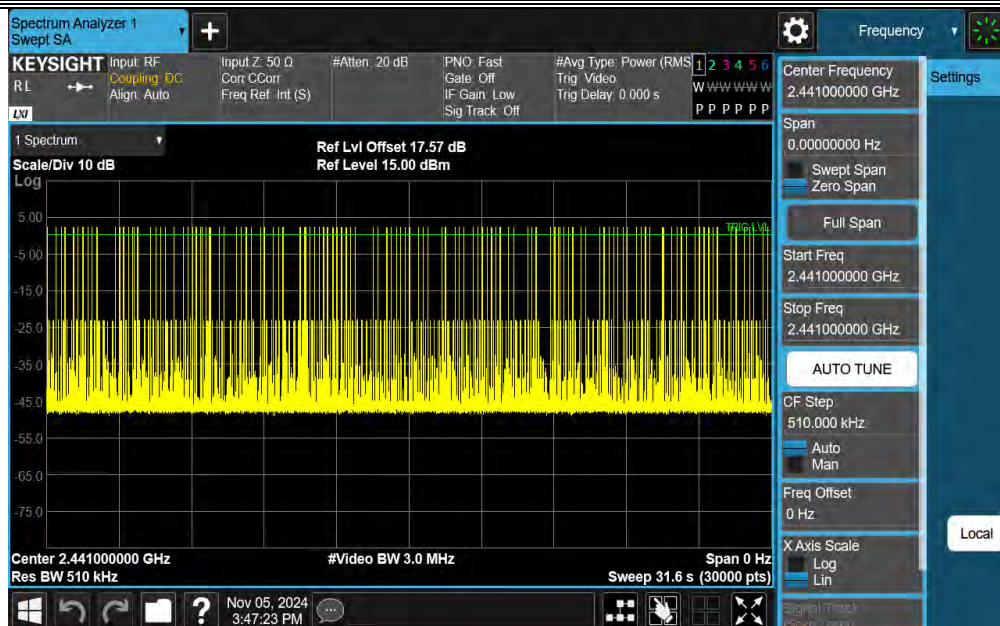 Spectrum Analyzer 1
Swept SA
+
Frequency
KEYSIGHT
Input: RF
Input Z: 50 Ω
#Atten: 20 dB
PNO: Fast
#Avg Type: Power (RMS
1 2 3 4 5 6
R L
Coupling: DC
Corr CCorr
Gate: Off
Trig: Video
W W W W W W
Align: Auto
Freq Ref: Int (S)
IF Gain: Low
Trig Delay: 0.000 s
Sig Track: Off
P P P P P P
LXI
1 Spectrum
Ref Lvl Offset 17.57 dB
Scale/Div 10 dB
Ref Level 15.00 dBm
Log
5.00
TRIG LVL
-5.00
-15.0
-25.0
-35.0
-45.0
-55.0
-65.0
-75.0
Center 2.441000000 GHz
#Video BW 3.0 MHz
Span 0 Hz
Res BW 510 kHz
Sweep 31.6 s (30000 pts)
Center Frequency
2.441000000 GHz
Settings
Span
0.00000000 Hz
Swept Span
Zero Span
Full Span
Start Freq
2.441000000 GHz
Stop Freq
2.441000000 GHz
AUTO TUNE
CF Step
510.000 kHz
Auto
Man
Freq Offset
0 Hz
Local
X Axis Scale
Log
Lin
Signal Track
(Span Zoom)
?
Nov 05, 2024
3:47:23 PM